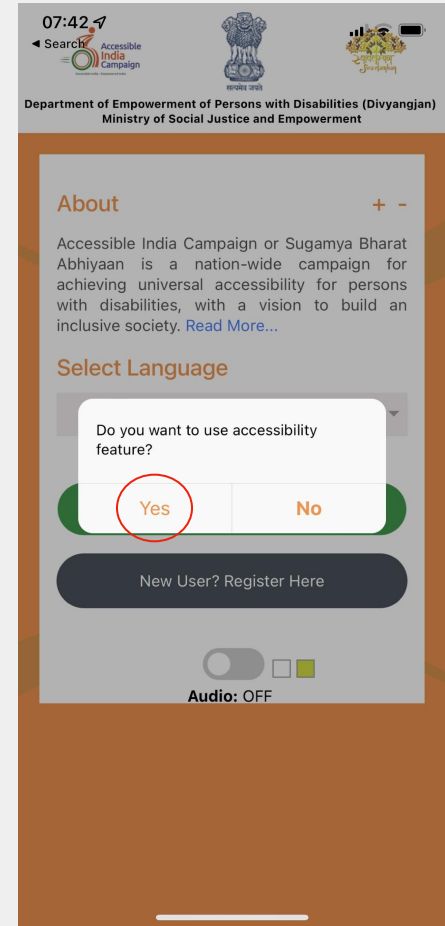 07:42
◄ Search
Accessible
India
Campaign
सत्यमेव जयते
Department of Empowerment of Persons with Disabilities (Divyangjan)
Ministry of Social Justice and Empowerment
About + -
Accessible India Campaign or Sugamya Bharat
Abhiyaan is a nation-wide campaign for
achieving universal accessibility for persons
with disabilities, with a vision to build an
inclusive society. Read More...
Select Language
Do you want to use accessibility
feature?
Yes No
New User? Register Here
Audio: OFF